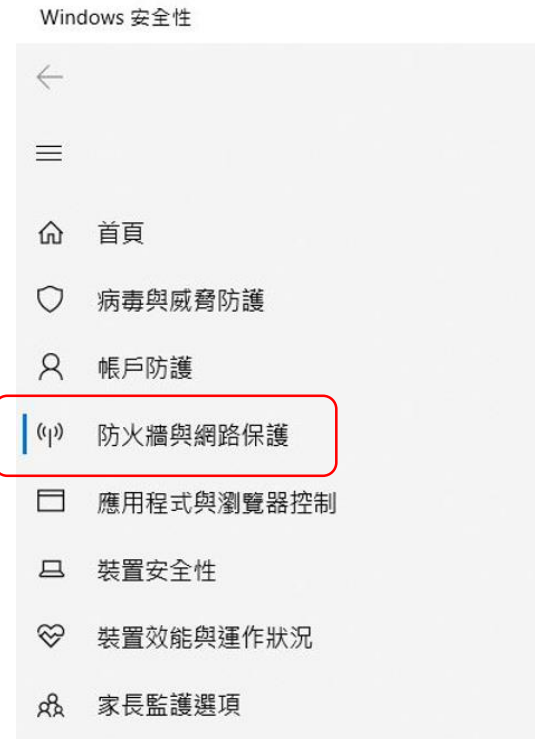 Windows 安全性
首頁
病毒與威脅防護
帳戶防護
防火牆與網路保護
應用程式與瀏覽器控制
裝置安全性
裝置效能與運作狀況
家長監護選項